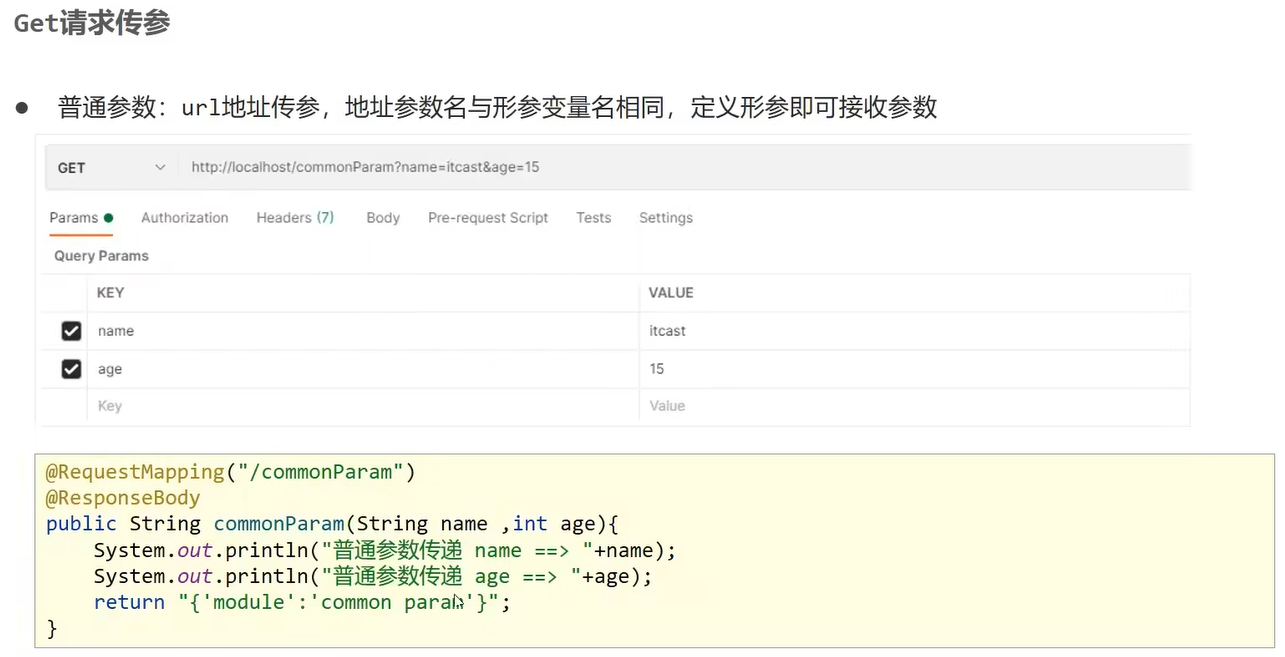 Get请求传参
● 普通参数：url地址传参，地址参数名与形参变量名相同，定义形参即可接收参数
GET http://localhost/commonParam?name=itcast&age=15
Params Authorization Headers (7) Body Pre-request Script Tests Settings
Query Params
KEY VALUE
name itcast
age 15
Key Value
@RequestMapping("/commonParam")
@ResponseBody
public String commonParam(String name ,int age){
    System.out.println("普通参数传递 name ==> "+name);
    System.out.println("普通参数传递 age ==> "+age);
    return "{'module':'common param'}";
}